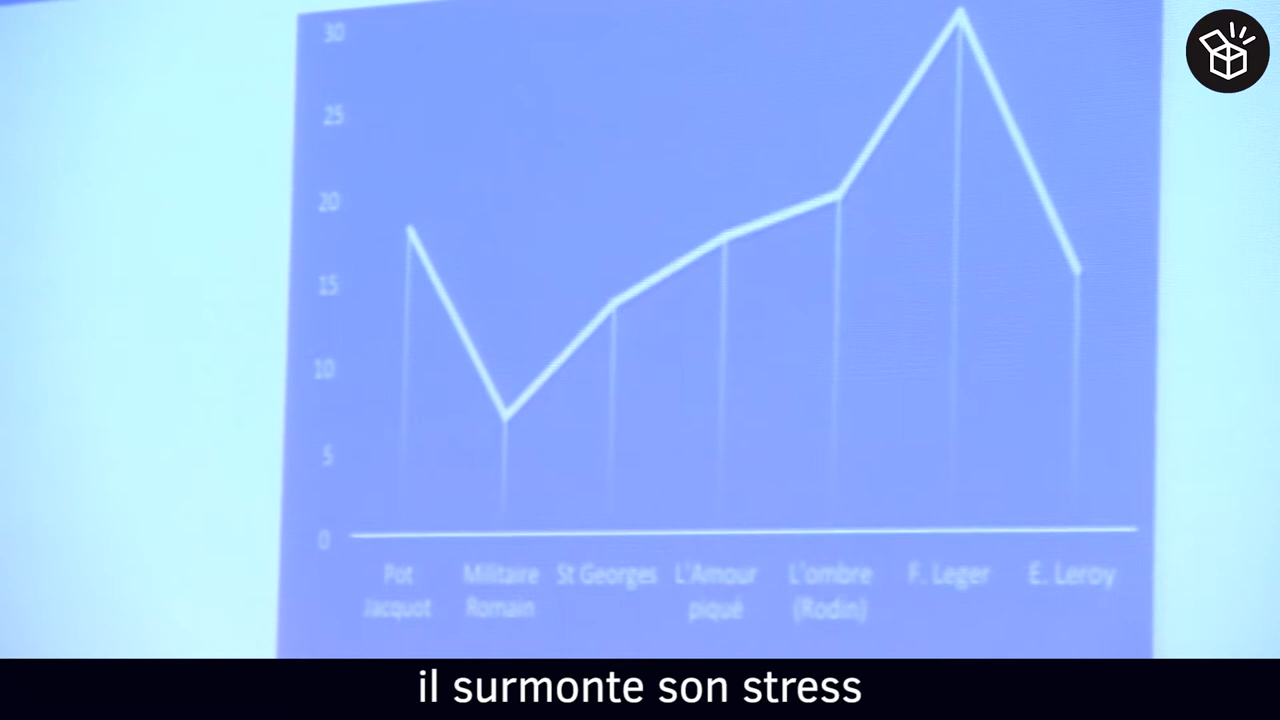 30
25
20
15
10
5
0
Pot Militaire St Georges L'Amour L'ombre F. Leger E. Leroy
Jacquot Romain piqué (Rodin)
il surmonte son stress